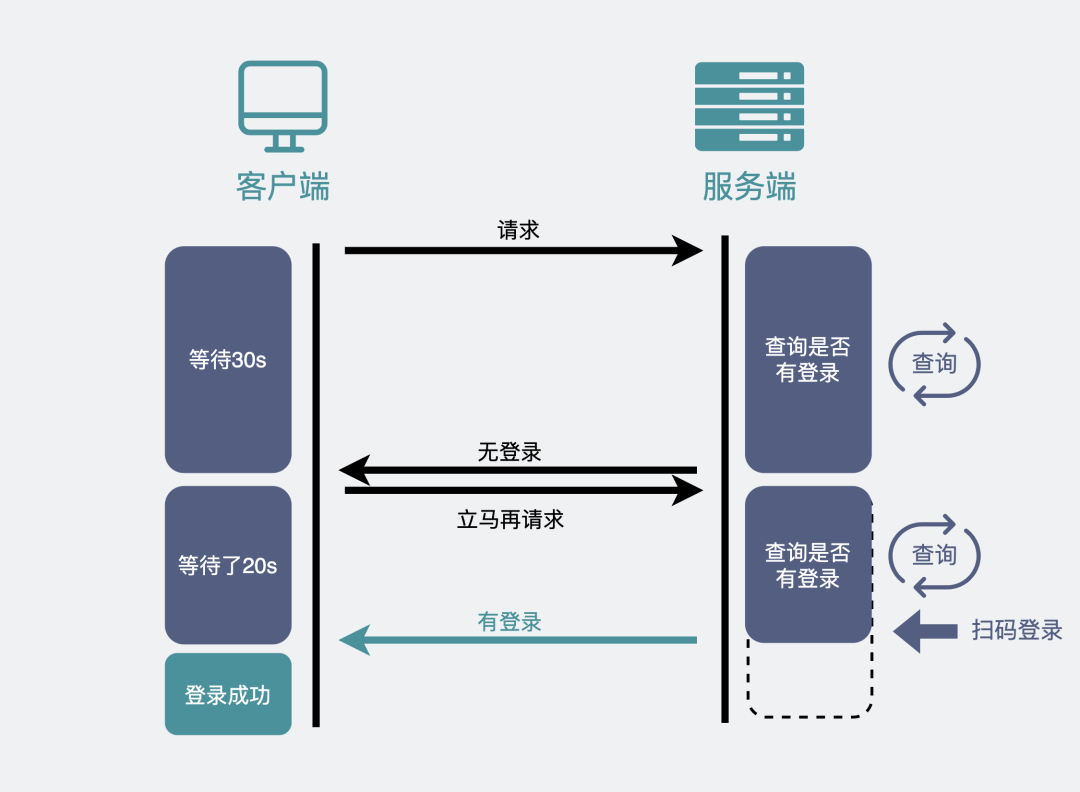 客户端
服务端
请求
等待30s
查询是否
有登录
查询
无登录
立马再请求
等待了20s
查询是否
有登录
查询
有登录
扫码登录
登录成功